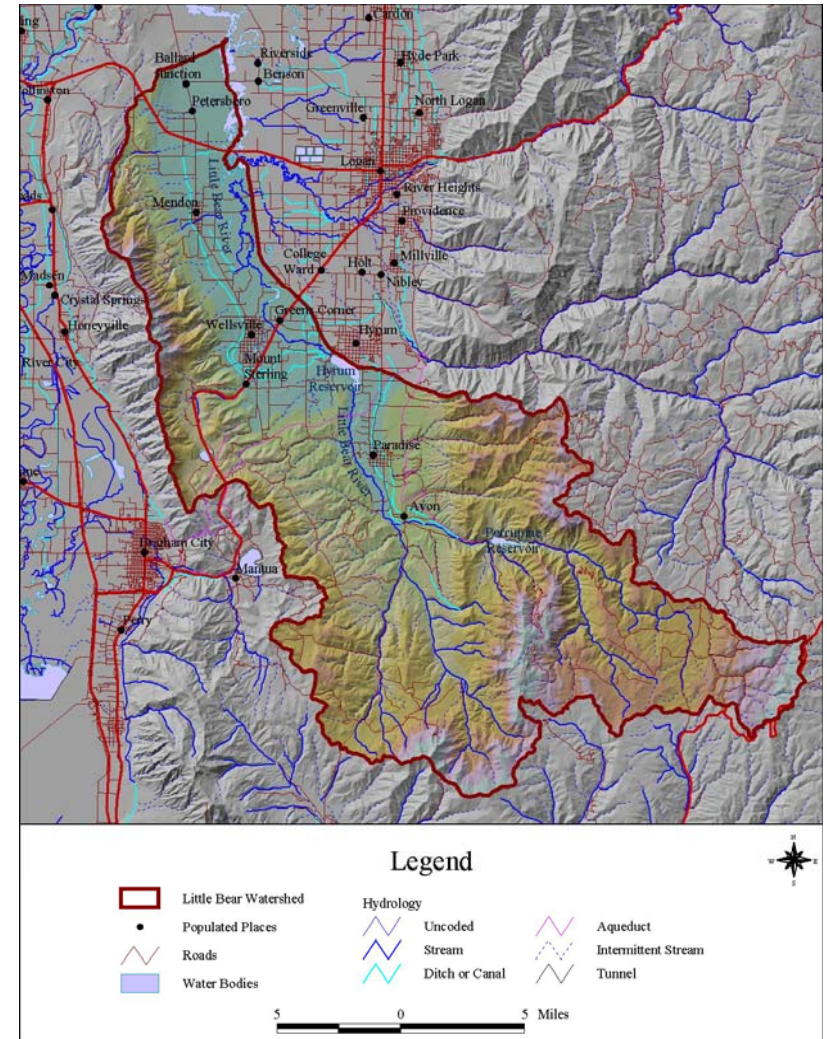 Cardon
Ballard
Junction
Riverside
Hyde Park
Benson
Petersboro
Greenville
North Logan
Logan
River Heights
Providence
Little Bear River
Mendon
College
Ward
Holt
Millville
Nibley
Madsen
Crystal Springs
Honeyville
River City
Wellsville
Hyrum
Mount
Sterling
Hyrum
Reservoir
Little Bear River
Paradise
Avon
Porcupine
Reservoir
Brigham City
Mantua
Perry
Legend
N
W E
S
Little Bear Watershed
Populated Places
Roads
Water Bodies
Hydrology
Uncoded
Stream
Ditch or Canal
Aqueduct
Intermittent Stream
Tunnel
5 0 5 Miles